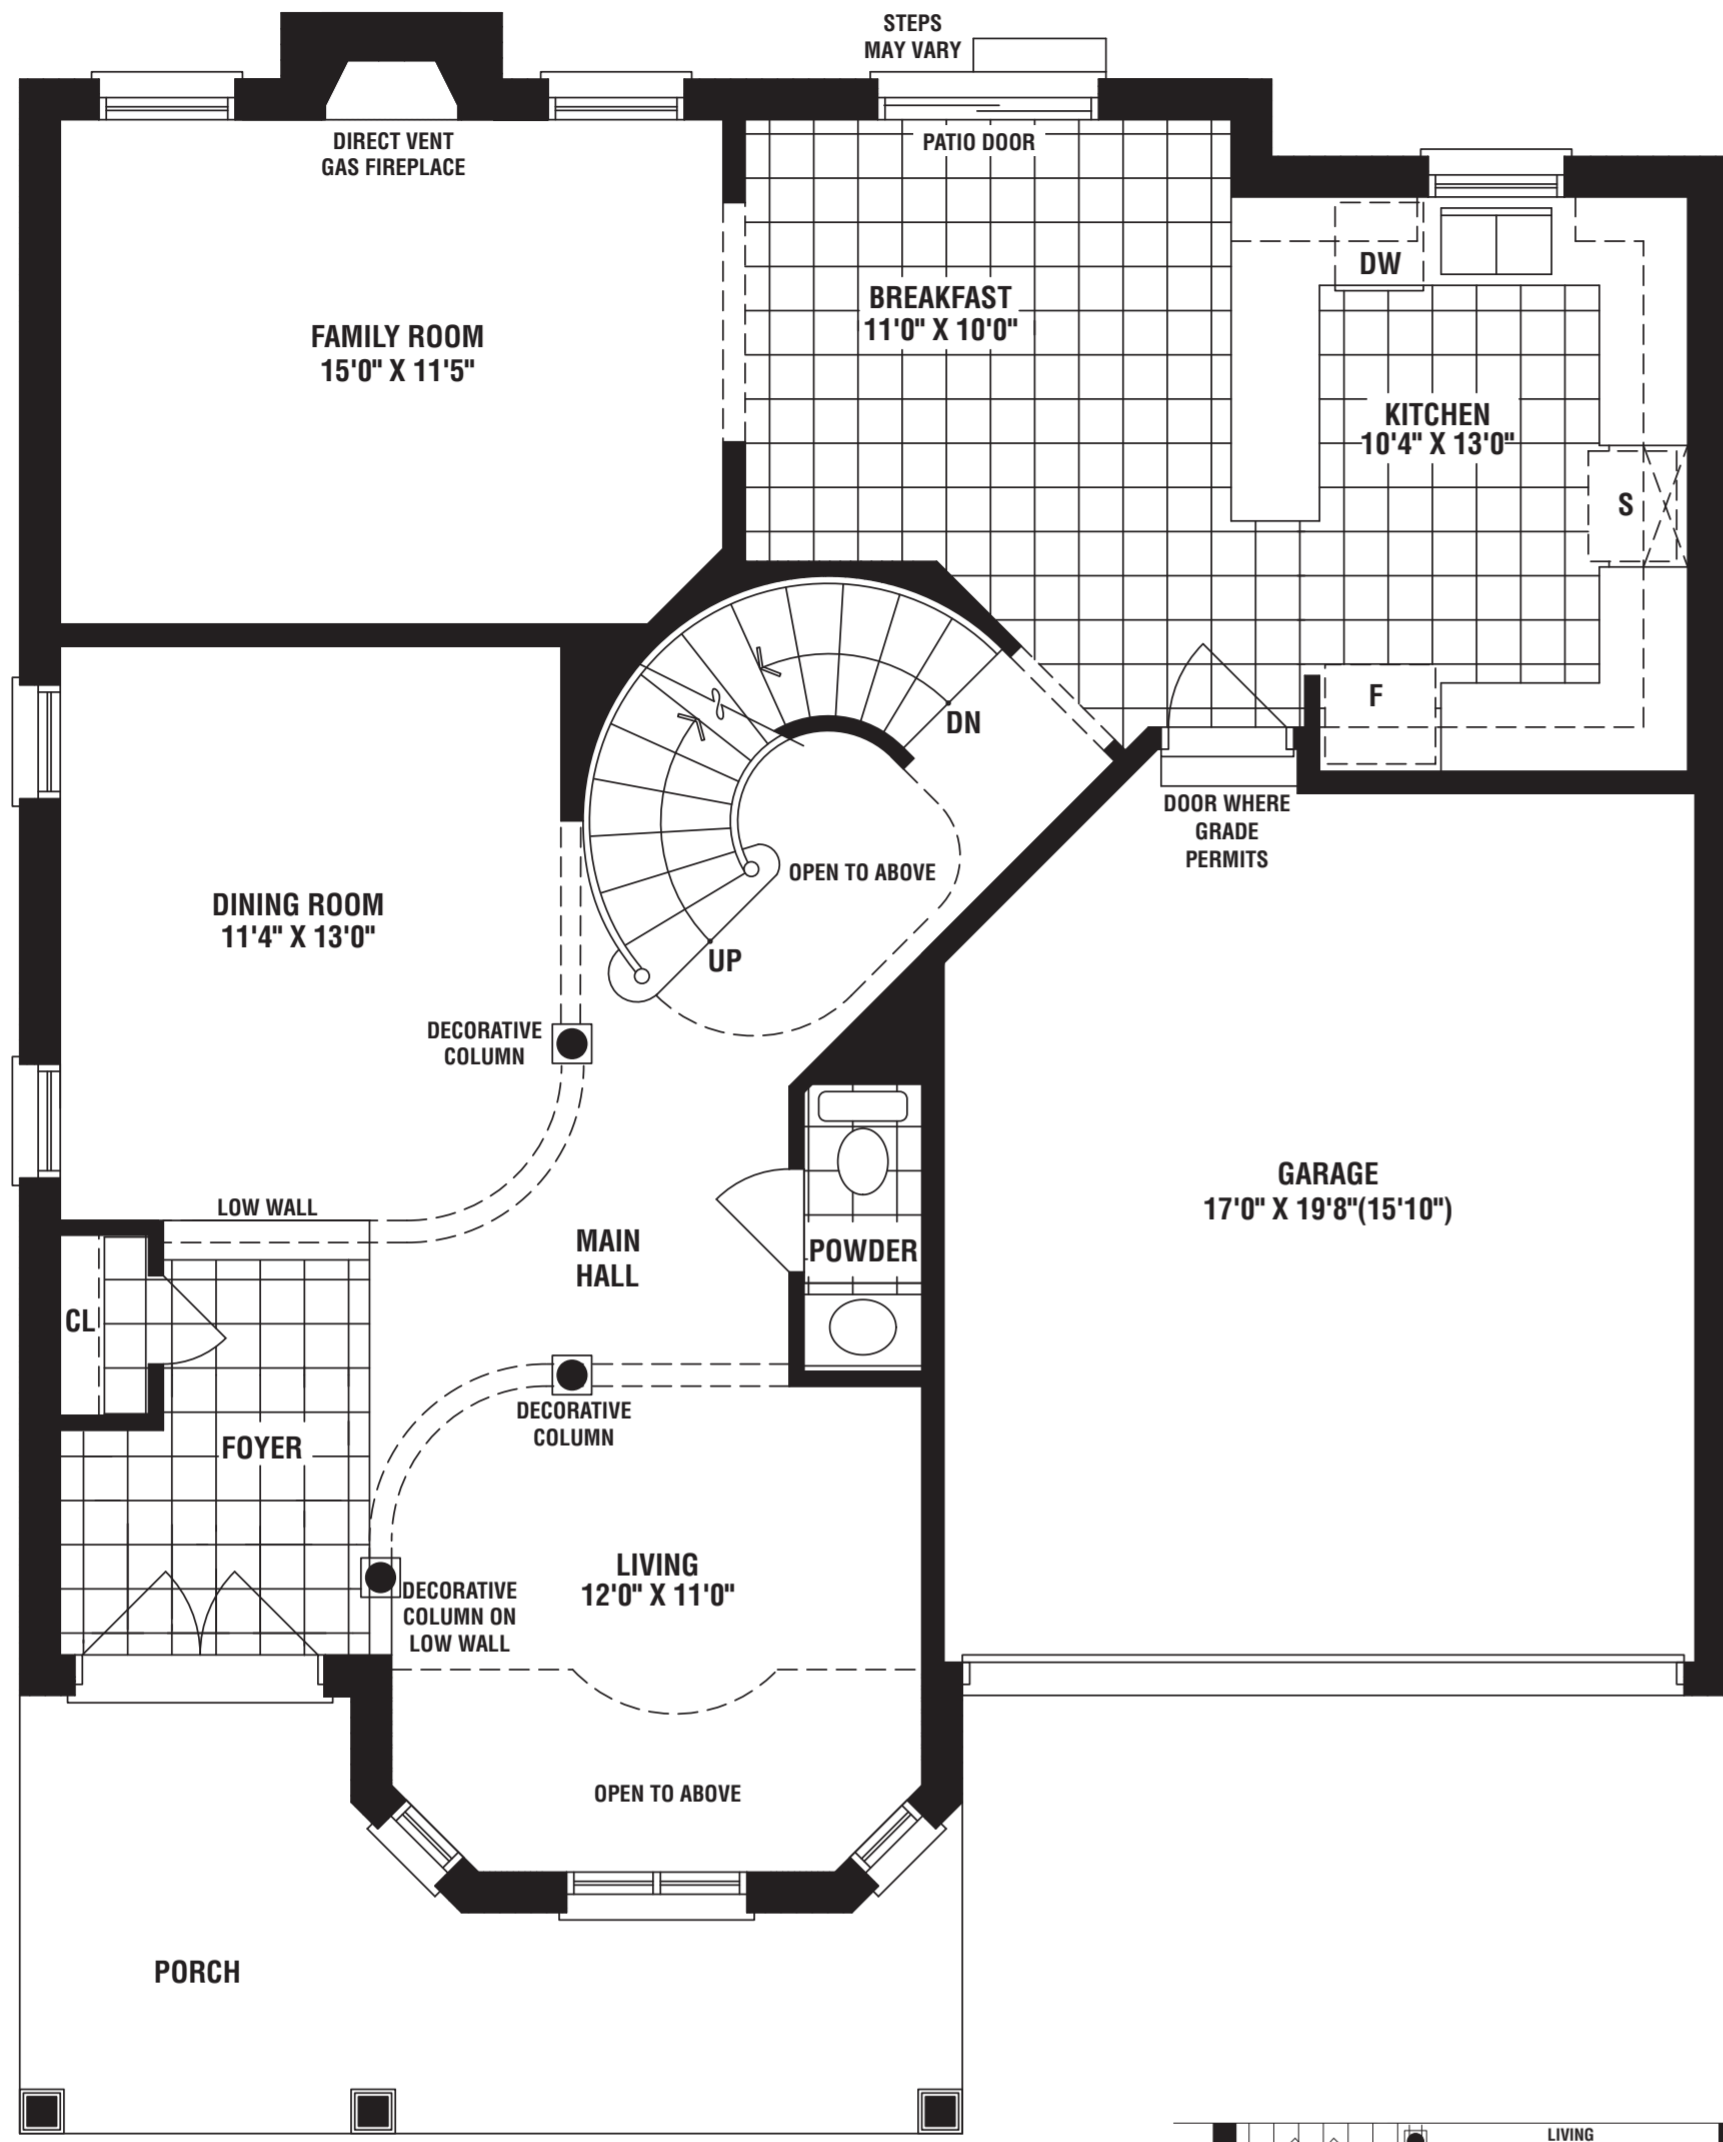 STEPS
MAY VARY
DIRECT VENT
GAS FIREPLACE
PATIO DOOR
DW
BREAKFAST
11'0" X 10'0"
FAMILY ROOM
15'0" X 11'5"
KITCHEN
10'4" X 13'0"
S
F
DN
DOOR WHERE
GRADE
PERMITS
OPEN TO ABOVE
DINING ROOM
11'4" X 13'0"
UP
DECORATIVE
COLUMN
GARAGE
17'0" X 19'8"(15'10")
LOW WALL
MAIN
HALL
POWDER
CL
DECORATIVE
COLUMN
FOYER
LIVING
12'0" X 11'0"
DECORATIVE
COLUMN ON
LOW WALL
OPEN TO ABOVE
PORCH
LIVING